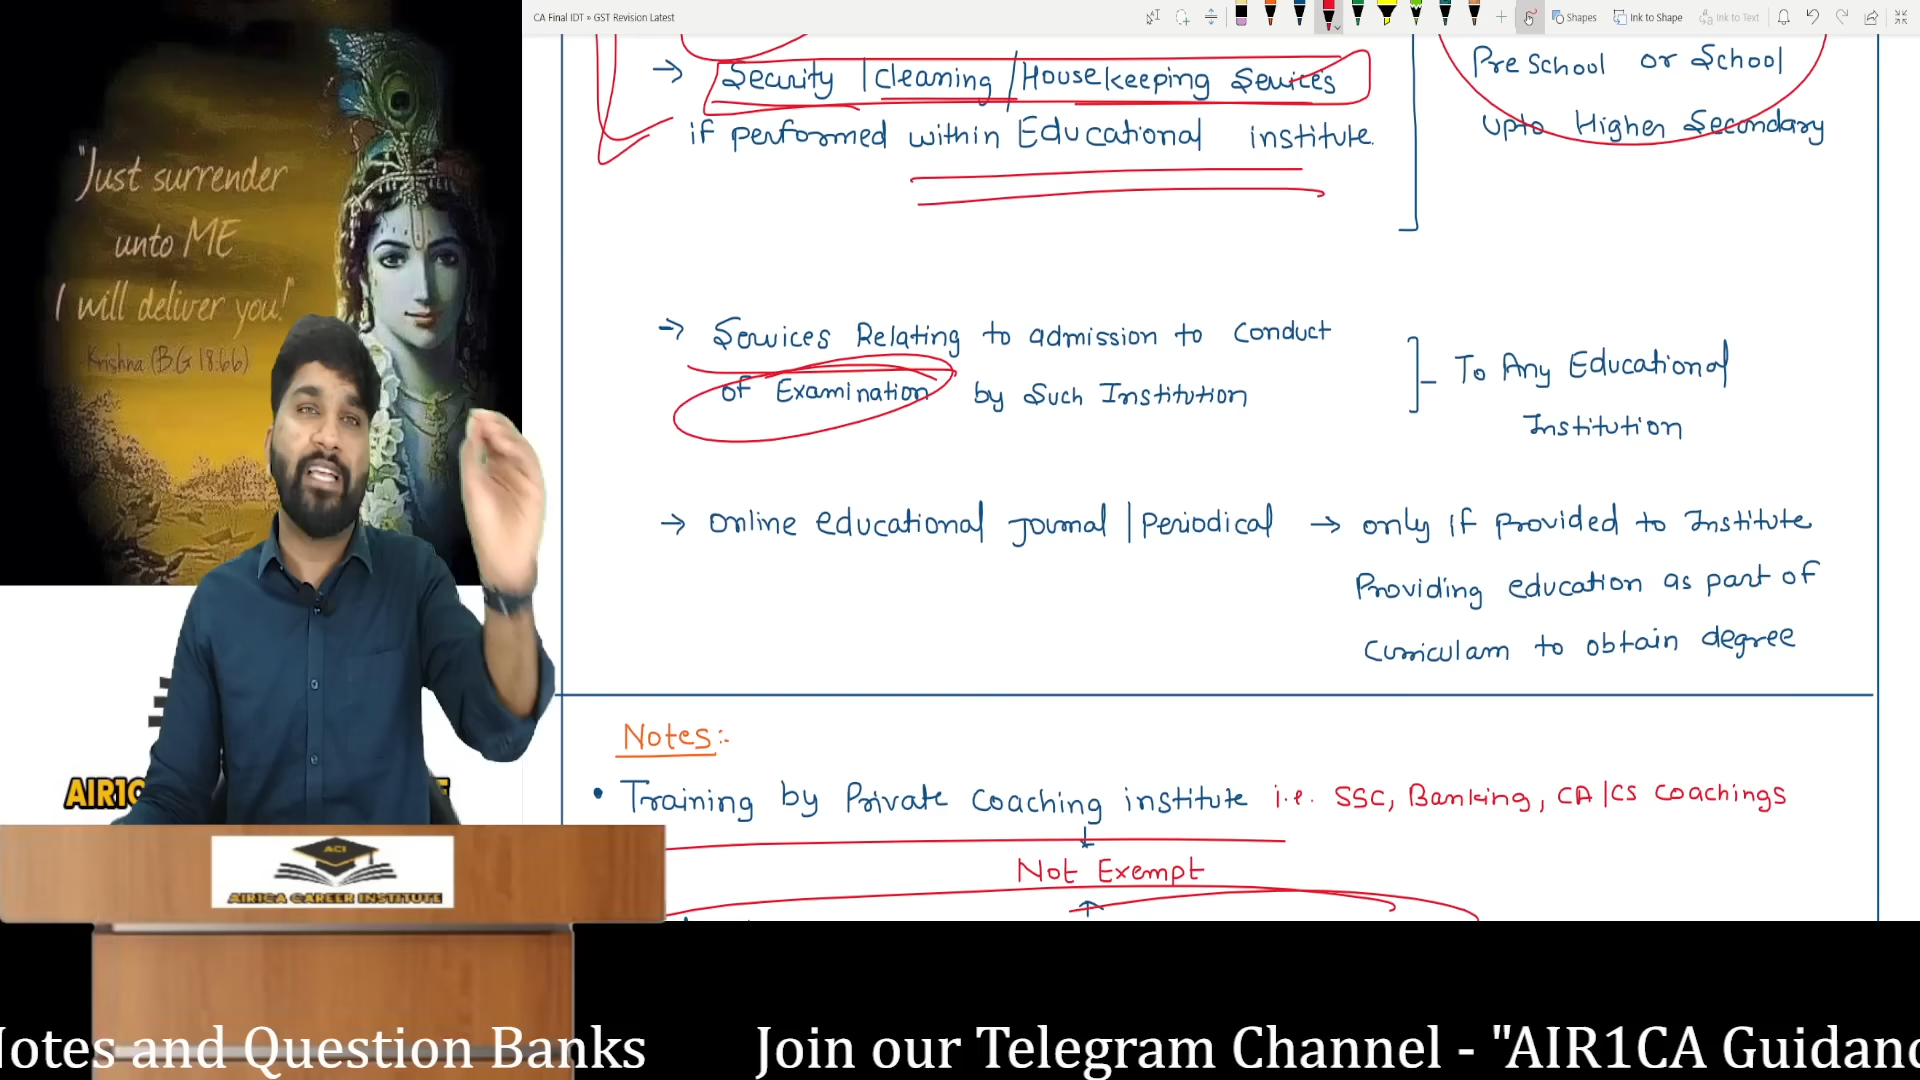 CA Final IDT » GST Revision Latest
Shapes
Ink to Shape
Ink to Text
"Just surrender
unto ME
I will deliver you!"
- Krishna (B.G 18.66)
→ Security | Cleaning / Housekeeping Services
if performed within Educational institute.
Pre School or School
upto Higher Secondary
→ Services Relating to admission to Conduct
of Examination by Such Institution
To Any Educational
Institution
→ Online educational Journal | Periodical → only if provided to Institute
Providing education as part of
Curriculam to obtain degree
Notes:-
• Training by Private Coaching institute i.e. SSC, Banking, CA|CS Coachings
Not Exempt
ACI
AIR1CA CAREER INSTITUTE
Notes and Question Banks Join our Telegram Channel - "AIR1CA